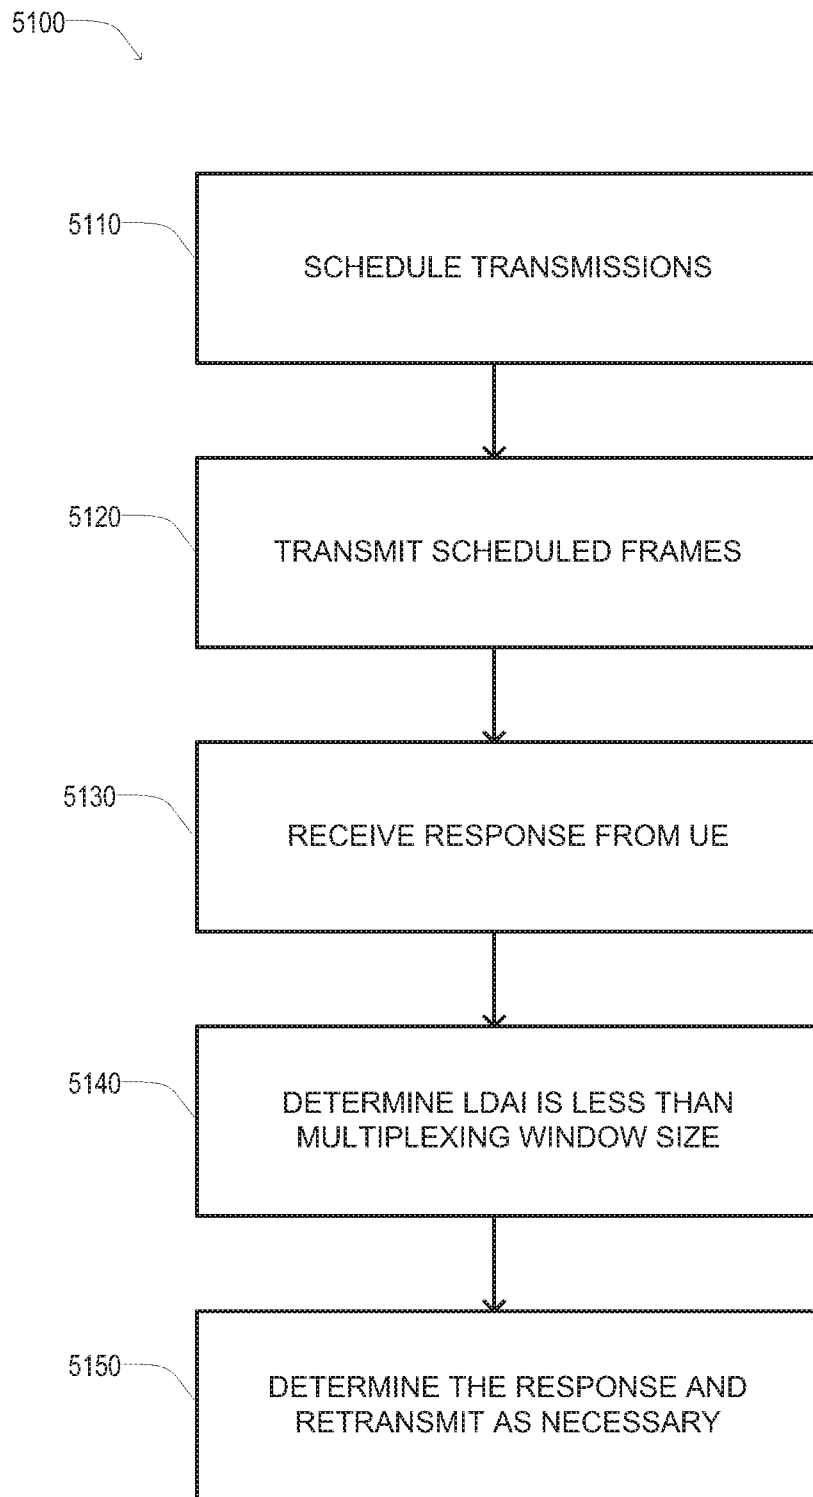 5100
5110
SCHEDULE TRANSMISSIONS
5120
TRANSMIT SCHEDULED FRAMES
5130
RECEIVE RESPONSE FROM UE
5140
DETERMINE LDAI IS LESS THAN
MULTIPLEXING WINDOW SIZE
5150
DETERMINE THE RESPONSE AND
RETRANSMIT AS NECESSARY